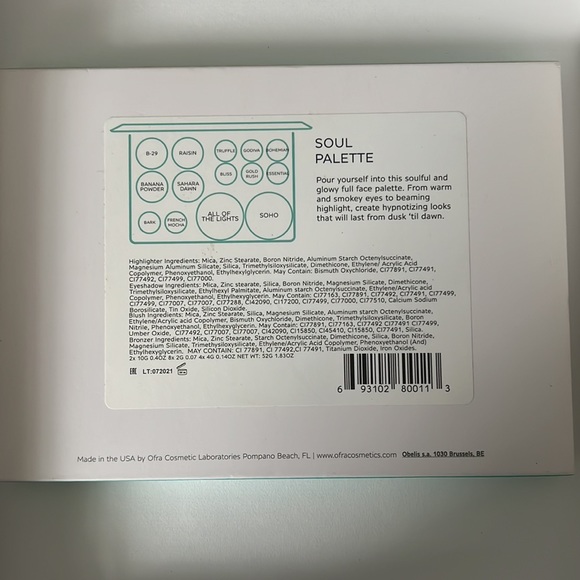 B-29
RAISIN
TRUFFLE
GODIVA
BOHEMIAN
BLISS
GOLD
RUSH
ESSENTIAL
BANANA
POWDER
SAHARA
DAWN
BARK
FRENCH
MOCHA
ALL OF
THE LIGHTS
SOHO
SOUL
PALETTE
Pour yourself into this soulful and
glowy full face palette. From warm
and smokey eyes to beaming
highlight, create hypnotizing looks
that will last from dusk 'til dawn.
Highlighter Ingredients: Mica, Zinc Stearate, Boron Nitride, Aluminum Starch Octenylsuccinate,
Magnesium Aluminum Silicate, Silica, Trimethylsiloxysilicate, Dimethicone, Ethylene/ Acrylic Acid
Copolymer, Phenoxyethanol, Ethylhexylglycerin. May Contain: Bismuth Oxychloride, CI77891, CI77491,
CI77492, CI77499, CI77000.
Eyeshadow Ingredients: Mica, Zinc stearate, Silica, Boron Nitride, Magnesium Silicate, Dimethicone,
Trimethylsiloxysilicate, Ethylhexyl Palmitate, Aluminum starch Octenylsuccinate, Ethylene/Acrylic acid
Copolymer, Phenoxyethanol, Ethylhexylglycerin. May Contain: CI77163, CI77891, CI77492, CI77491, CI77499,
CI77499, CI77007, CI77288, CI42090, CI17200, CI77499, CI77000, CI77510, Calcium Sodium
Borosilicate, Tin Oxide, Silica.
Blush Ingredients: Mica, Zinc Stearate, Silica, Magnesium Silicate, Aluminum starch Octenylsuccinate,
Ethylene/Acrylic acid Copolymer, Bismuth Oxychloride, Trimethylsiloxysilicate, Dimethicone, Boron
Nitrile, Phenoxyethanol, Ethylhexylglycerin. May Contain: CI77891, CI77163, CI77492 CI77491 CI77499,
Umber Oxide, CI77492, CI77007, CI77007, CI42090, CI15850, CI45410, CI15850, CI77491, Silica.
Bronzer Ingredients: Mica, Zinc Stearate, Starch Octenylsuccinate, Dimethicone, Silica, Boron Nitride,
Magnesium Silicate, Trimethylsiloxysilicate, Ethylene/Acrylic Acid Copolymer, Phenoxyethanol (And)
Ethylhexylglycerin. MAY CONTAIN: CI 77891, CI 77492,CI 77491, Titanium Dioxide, Iron Oxides.
2x 10G 0.4OZ 8x 2G 0.07 4x 4G 0.14OZ NET WT: 52G 1.83OZ
EAC LT:072021
6 93102 80011 3
Made in the USA by Ofra Cosmetic Laboratories Pompano Beach, FL | www.ofracosmetics.com Obelis s.a. 1030 Brussels, BE